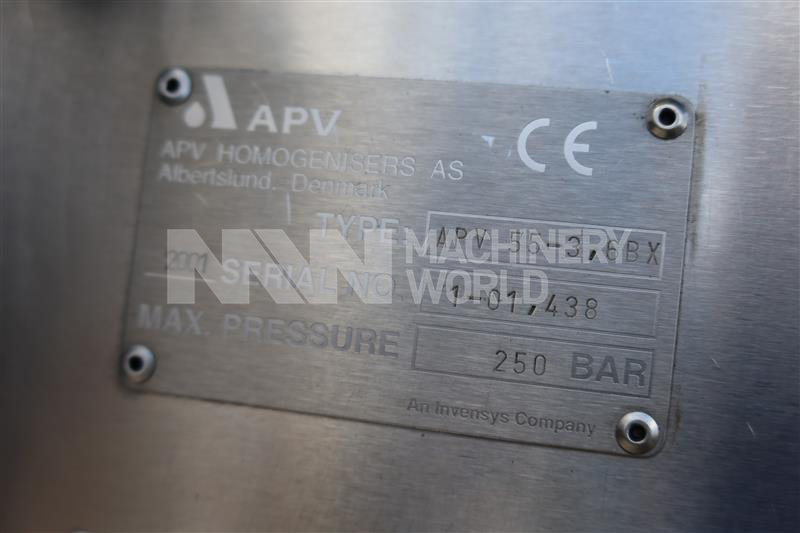 APV
CE
APV HOMOGENISERS AS
Albertslund, Denmark
TYPE. APV 55-3,6BX
2001 SERIAL NO. 1-01,438
MAX. PRESSURE 250 BAR
An Invensys Company
MW MACHINERY
WORLD